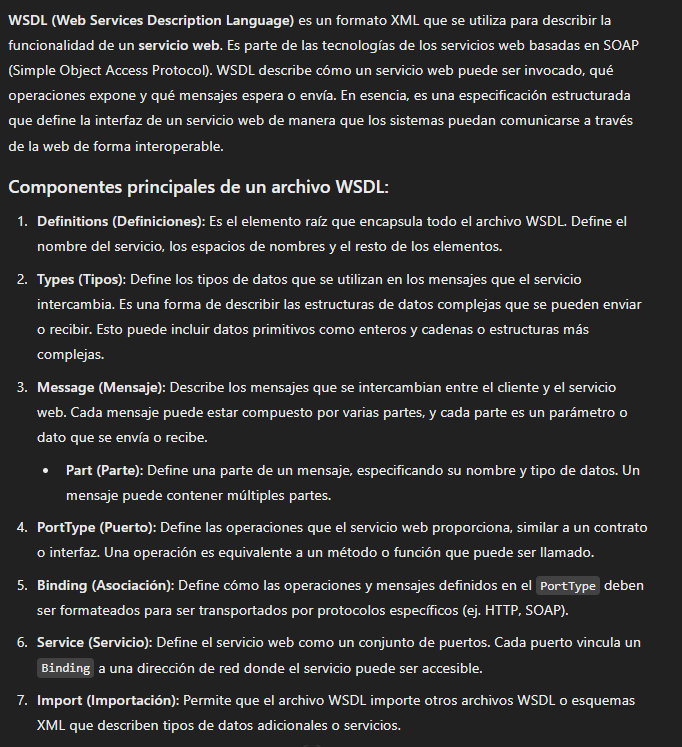 WSDL (Web Services Description Language) es un formato XML que se utiliza para describir la
funcionalidad de un servicio web. Es parte de las tecnologías de los servicios web basadas en SOAP
(Simple Object Access Protocol). WSDL describe cómo un servicio web puede ser invocado, qué
operaciones expone y qué mensajes espera o envía. En esencia, es una especificación estructurada
que define la interfaz de un servicio web de manera que los sistemas puedan comunicarse a través
de la web de forma interoperable.
Componentes principales de un archivo WSDL:
1. Definitions (Definiciones): Es el elemento raíz que encapsula todo el archivo WSDL. Define el
nombre del servicio, los espacios de nombres y el resto de los elementos.
2. Types (Tipos): Define los tipos de datos que se utilizan en los mensajes que el servicio
intercambia. Es una forma de describir las estructuras de datos complejas que se pueden enviar
o recibir. Esto puede incluir datos primitivos como enteros y cadenas o estructuras más
complejas.
3. Message (Mensaje): Describe los mensajes que se intercambian entre el cliente y el servicio
web. Cada mensaje puede estar compuesto por varias partes, y cada parte es un parámetro o
dato que se envía o recibe.
• Part (Parte): Define una parte de un mensaje, especificando su nombre y tipo de datos. Un
mensaje puede contener múltiples partes.
4. PortType (Puerto): Define las operaciones que el servicio web proporciona, similar a un contrato
o interfaz. Una operación es equivalente a un método o función que puede ser llamado.
5. Binding (Asociación): Define cómo las operaciones y mensajes definidos en el PortType deben
ser formateados para ser transportados por protocolos específicos (ej. HTTP, SOAP).
6. Service (Servicio): Define el servicio web como un conjunto de puertos. Cada puerto vincula un
Binding a una dirección de red donde el servicio puede ser accesible.
7. Import (Importación): Permite que el archivo WSDL importe otros archivos WSDL o esquemas
XML que describen tipos de datos adicionales o servicios.